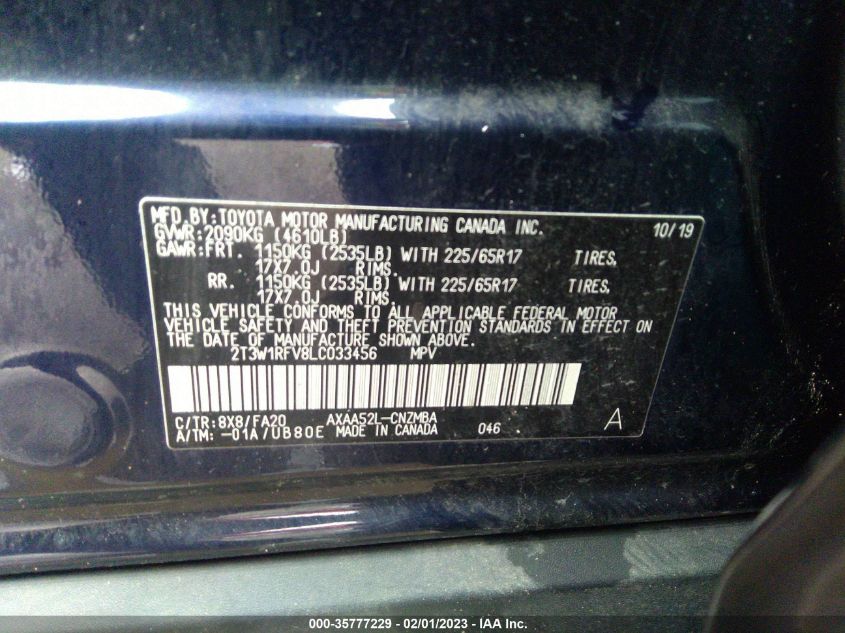 MFD.BY:TOYOTA MOTOR MANUFACTURING CANADA INC. 10/19
GVWR:2090KG (4610LB)
GAWR:FRT. 1150KG (2535LB) WITH 225/65R17 TIRES,
17X7.0J RIMS,
RR. 1150KG (2535LB) WITH 225/65R17 TIRES,
17X7.0J RIMS,
THIS VEHICLE CONFORMS TO ALL APPLICABLE FEDERAL MOTOR
VEHICLE SAFETY AND THEFT PREVENTION STANDARDS IN EFFECT ON
THE DATE OF MANUFACTURE SHOWN ABOVE.
2T3W1RFV8LC033456 MPV
C/TR:8X8/FA20 AXAA52L-CNZMBA
A/TM: -01A/UB80E MADE IN CANADA 046 A
000-35777229 - 02/01/2023 - IAA Inc.